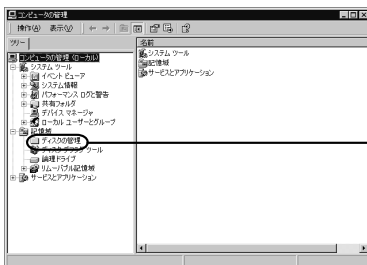 コンピュータの管理
操作(A) 表示(V)
ツリー
名前
コンピュータの管理 (ローカル)
システム ツール
イベント ビューア
システム情報
パフォーマンス ログと警告
共有フォルダ
デバイス マネージャ
ローカル ユーザーとグループ
記憶域
ディスクの管理
ディスク デフラグ ツール
論理ドライブ
リムーバブル記憶域
サービスとアプリケーション
システム ツール
記憶域
サービスとアプリケーション